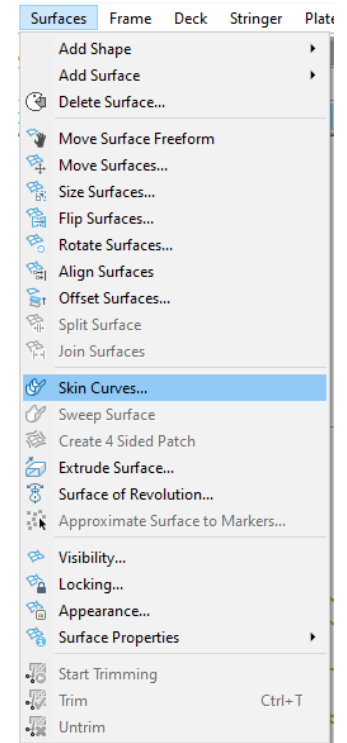 Surfaces Frame Deck Stringer Plate
Add Shape
Add Surface
Delete Surface...
Move Surface Freeform
Move Surfaces...
Size Surfaces...
Flip Surfaces...
Rotate Surfaces...
Align Surfaces
Offset Surfaces...
Split Surface
Join Surfaces
Skin Curves...
Sweep Surface
Create 4 Sided Patch
Extrude Surface...
Surface of Revolution...
Approximate Surface to Markers...
Visibility...
Locking...
Appearance...
Surface Properties
Start Trimming
Trim Ctrl+T
Untrim